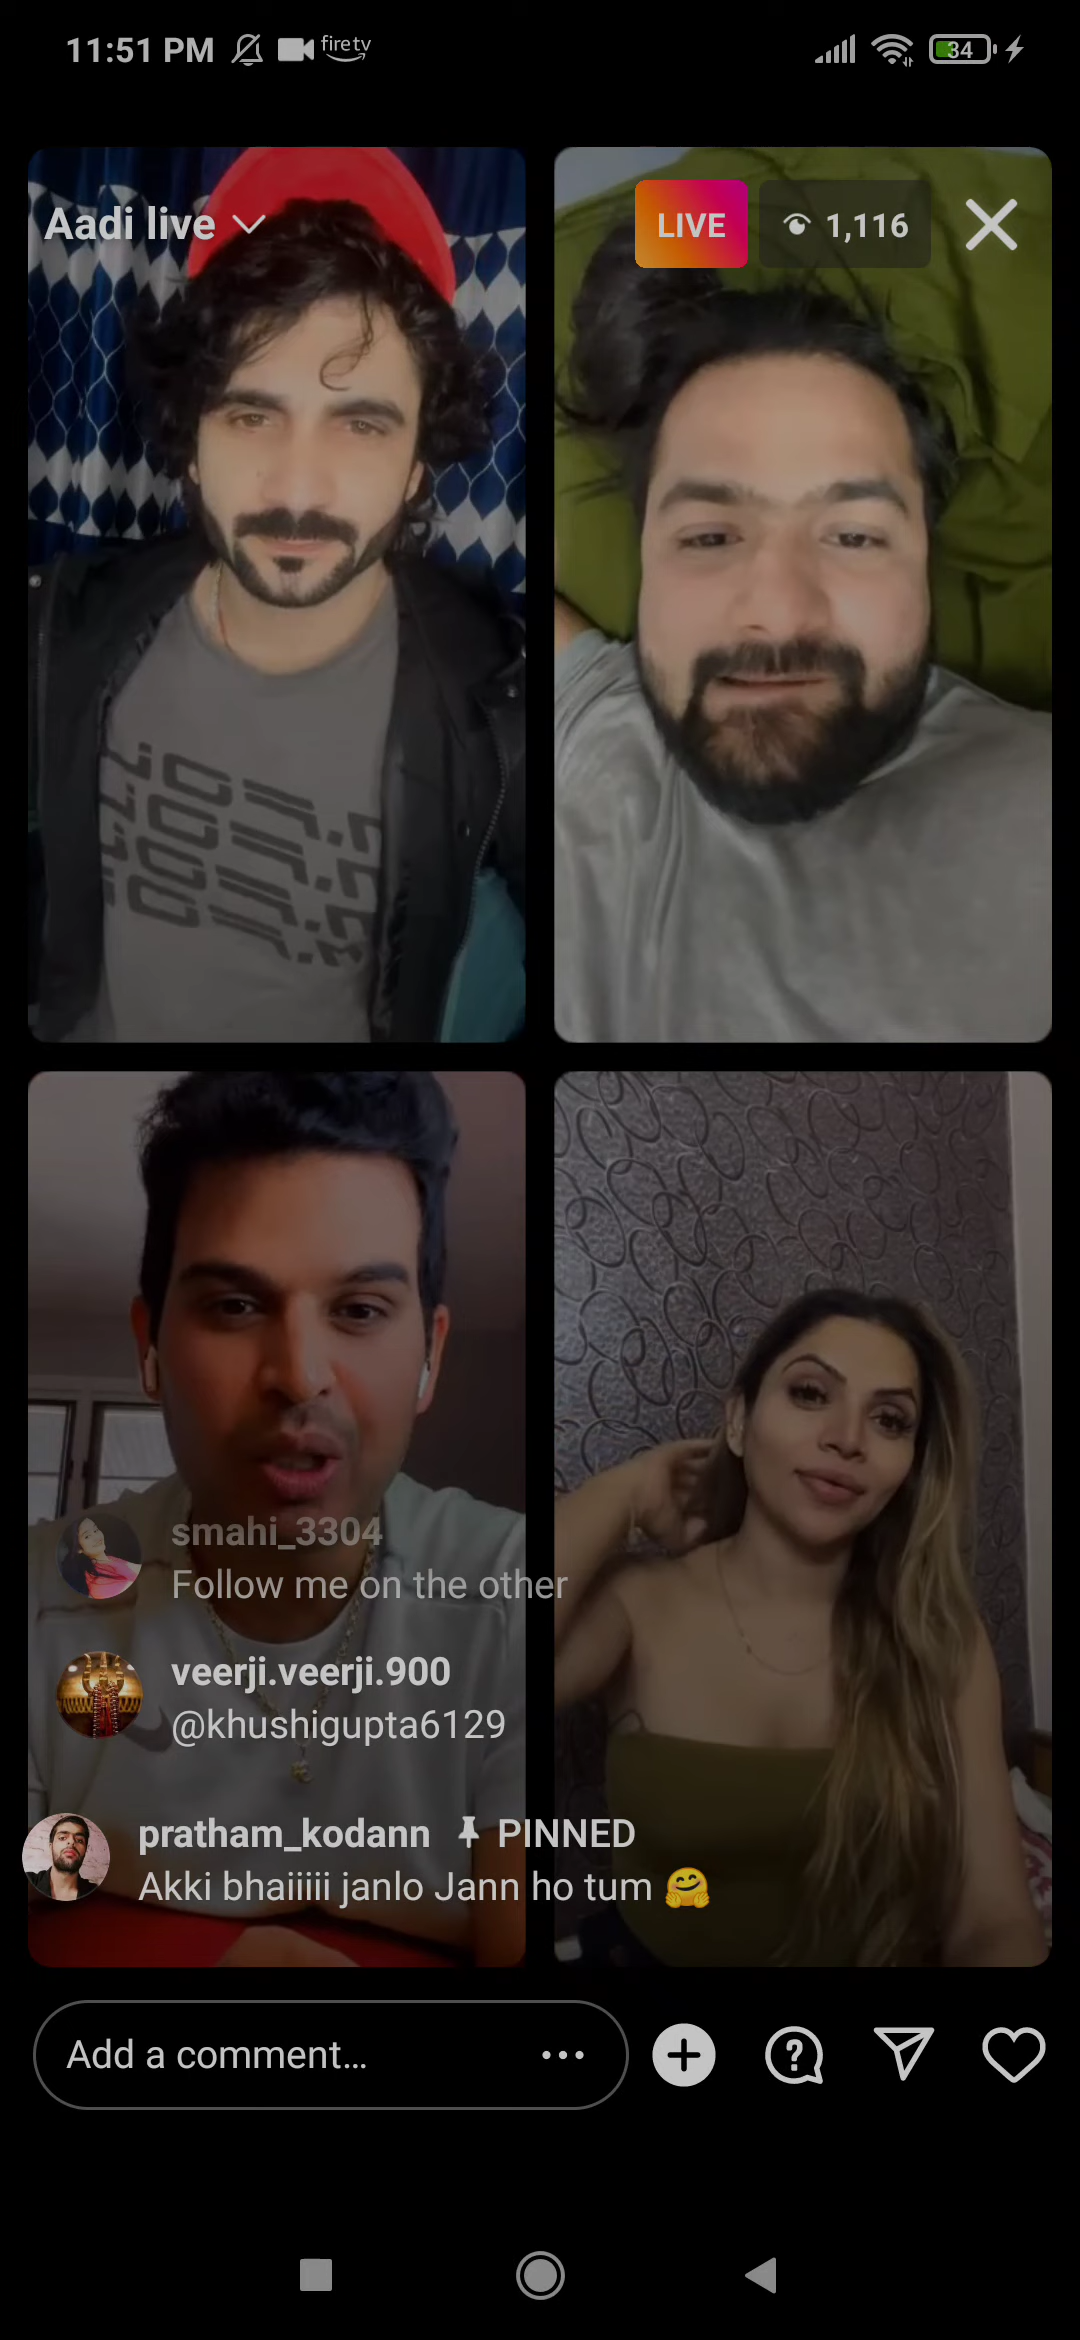 11:51 PM firetv 34
Aadi live LIVE 1,116
smahi_3304
Follow me on the other
veerji.veerji.900
@khushigupta6129
pratham_kodann PINNED
Akki bhaiiiii janlo Jann ho tum 🤗
Add a comment...